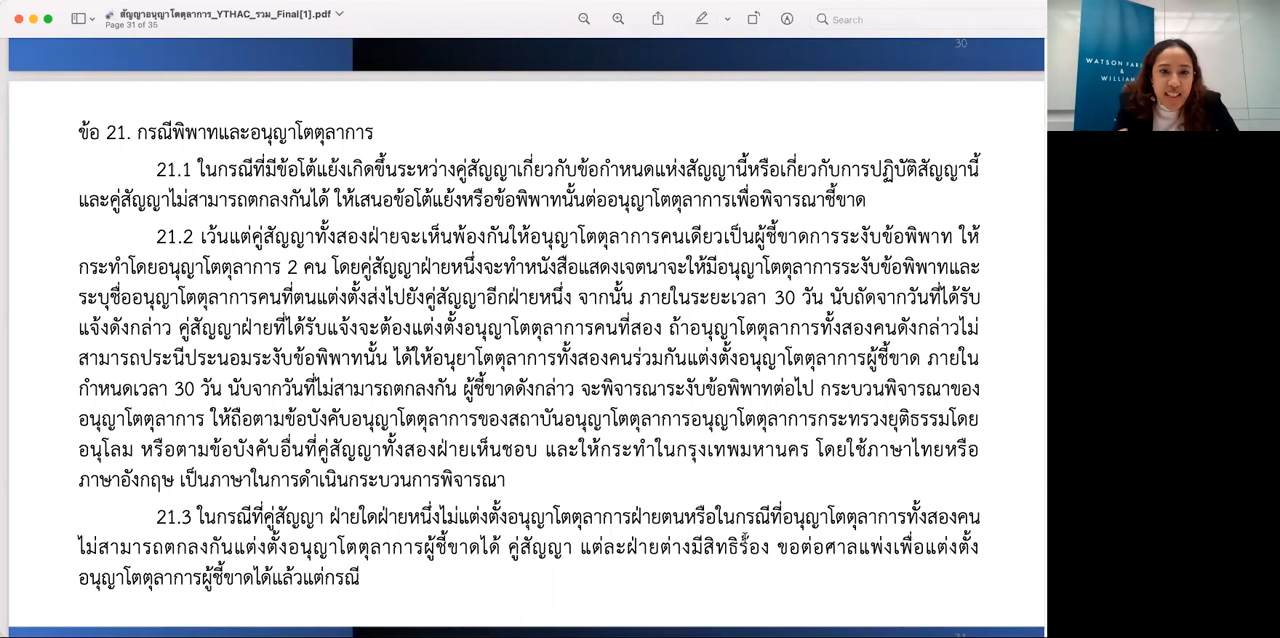 สัญญาอนุญาโตตุลาการ_YTHAC_รวม_Final[1].pdf
Page 31 of 35
Search
30
ข้อ 21. กรณีพิพาทและอนุญาโตตุลาการ
21.1 ในกรณีที่มีข้อโต้แย้งเกิดขึ้นระหว่างคู่สัญญาเกี่ยวกับข้อกำหนดแห่งสัญญานี้หรือเกี่ยวกับการปฏิบัติสัญญานี้
และคู่สัญญาไม่สามารถตกลงกันได้ ให้เสนอข้อโต้แย้งหรือข้อพิพาทนั้นต่ออนุญาโตตุลาการเพื่อพิจารณาชี้ขาด
21.2 เว้นแต่คู่สัญญาทั้งสองฝ่ายจะเห็นพ้องกันให้อนุญาโตตุลาการคนเดียวเป็นผู้ชี้ขาดการระงับข้อพิพาท ให้
กระทำโดยอนุญาโตตุลาการ 2 คน โดยคู่สัญญาฝ่ายหนึ่งจะทำหนังสือแสดงเจตนาจะให้มีอนุญาโตตุลาการระงับข้อพิพาทและ
ระบุชื่ออนุญาโตตุลาการคนที่ตนแต่งตั้งส่งไปยังคู่สัญญาอีกฝ่ายหนึ่ง จากนั้น ภายในระยะเวลา 30 วัน นับถัดจากวันที่ได้รับ
แจ้งดังกล่าว คู่สัญญาฝ่ายที่ได้รับแจ้งจะต้องแต่งตั้งอนุญาโตตุลาการคนที่สอง ถ้าอนุญาโตตุลาการทั้งสองคนดังกล่าวไม่
สามารถประนีประนอมระงับข้อพิพาทนั้น ได้ให้อนุยาโตตุลาการทั้งสองคนร่วมกันแต่งตั้งอนุญาโตตุลาการผู้ชี้ขาด ภายใน
กำหนดเวลา 30 วัน นับจากวันที่ไม่สามารถตกลงกัน ผู้ชี้ขาดดังกล่าว จะพิจารณาระงับข้อพิพาทต่อไป กระบวนพิจารณาของ
อนุญาโตตุลาการ ให้ถือตามข้อบังคับอนุญาโตตุลาการของสถาบันอนุญาโตตุลาการอนุญาโตตุลาการกระทรวงยุติธรรมโดย
อนุโลม หรือตามข้อบังคับอื่นที่คู่สัญญาทั้งสองฝ่ายเห็นชอบ และให้กระทำในกรุงเทพมหานคร โดยใช้ภาษาไทยหรือ
ภาษาอังกฤษ เป็นภาษาในการดำเนินกระบวนการพิจารณา
21.3 ในกรณีที่คู่สัญญา ฝ่ายใดฝ่ายหนึ่งไม่แต่งตั้งอนุญาโตตุลาการฝ่ายตนหรือในกรณีที่อนุญาโตตุลาการทั้งสองคน
ไม่สามารถตกลงกันแต่งตั้งอนุญาโตตุลาการผู้ชี้ขาดได้ คู่สัญญา แต่ละฝ่ายต่างมีสิทธิร้อง ขอต่อศาลแพ่งเพื่อแต่งตั้ง
อนุญาโตตุลาการผู้ชี้ขาดได้แล้วแต่กรณี
WATSON
&
WILLIAM